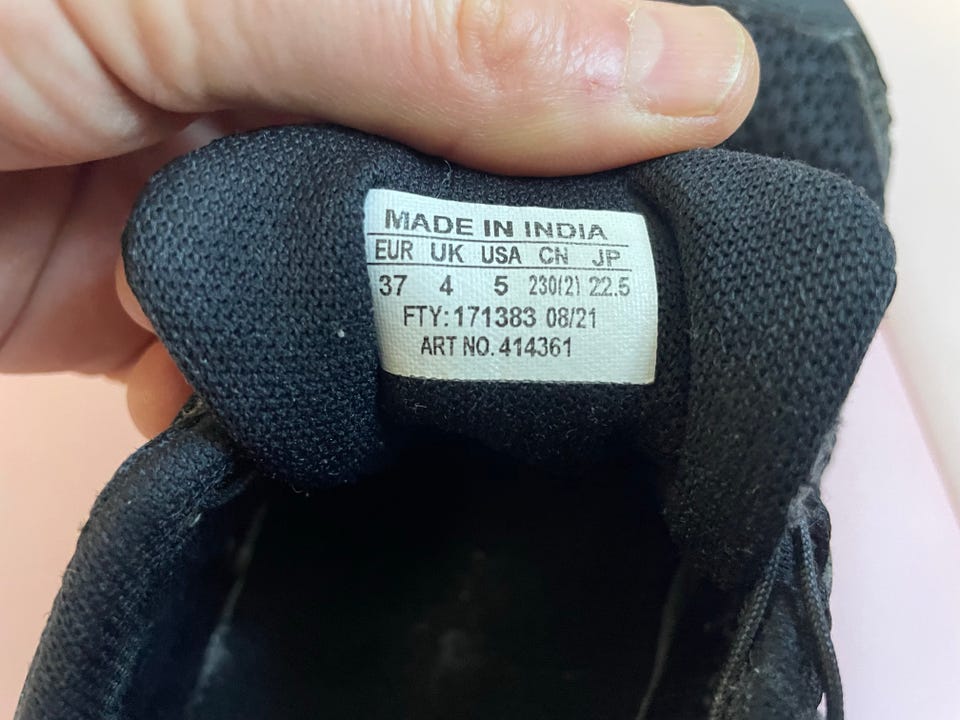 MADE IN INDIA
EUR UK USA CN JP
37 4 5 230(2) 22.5
FTY: 171383 08/21
ART NO. 414361